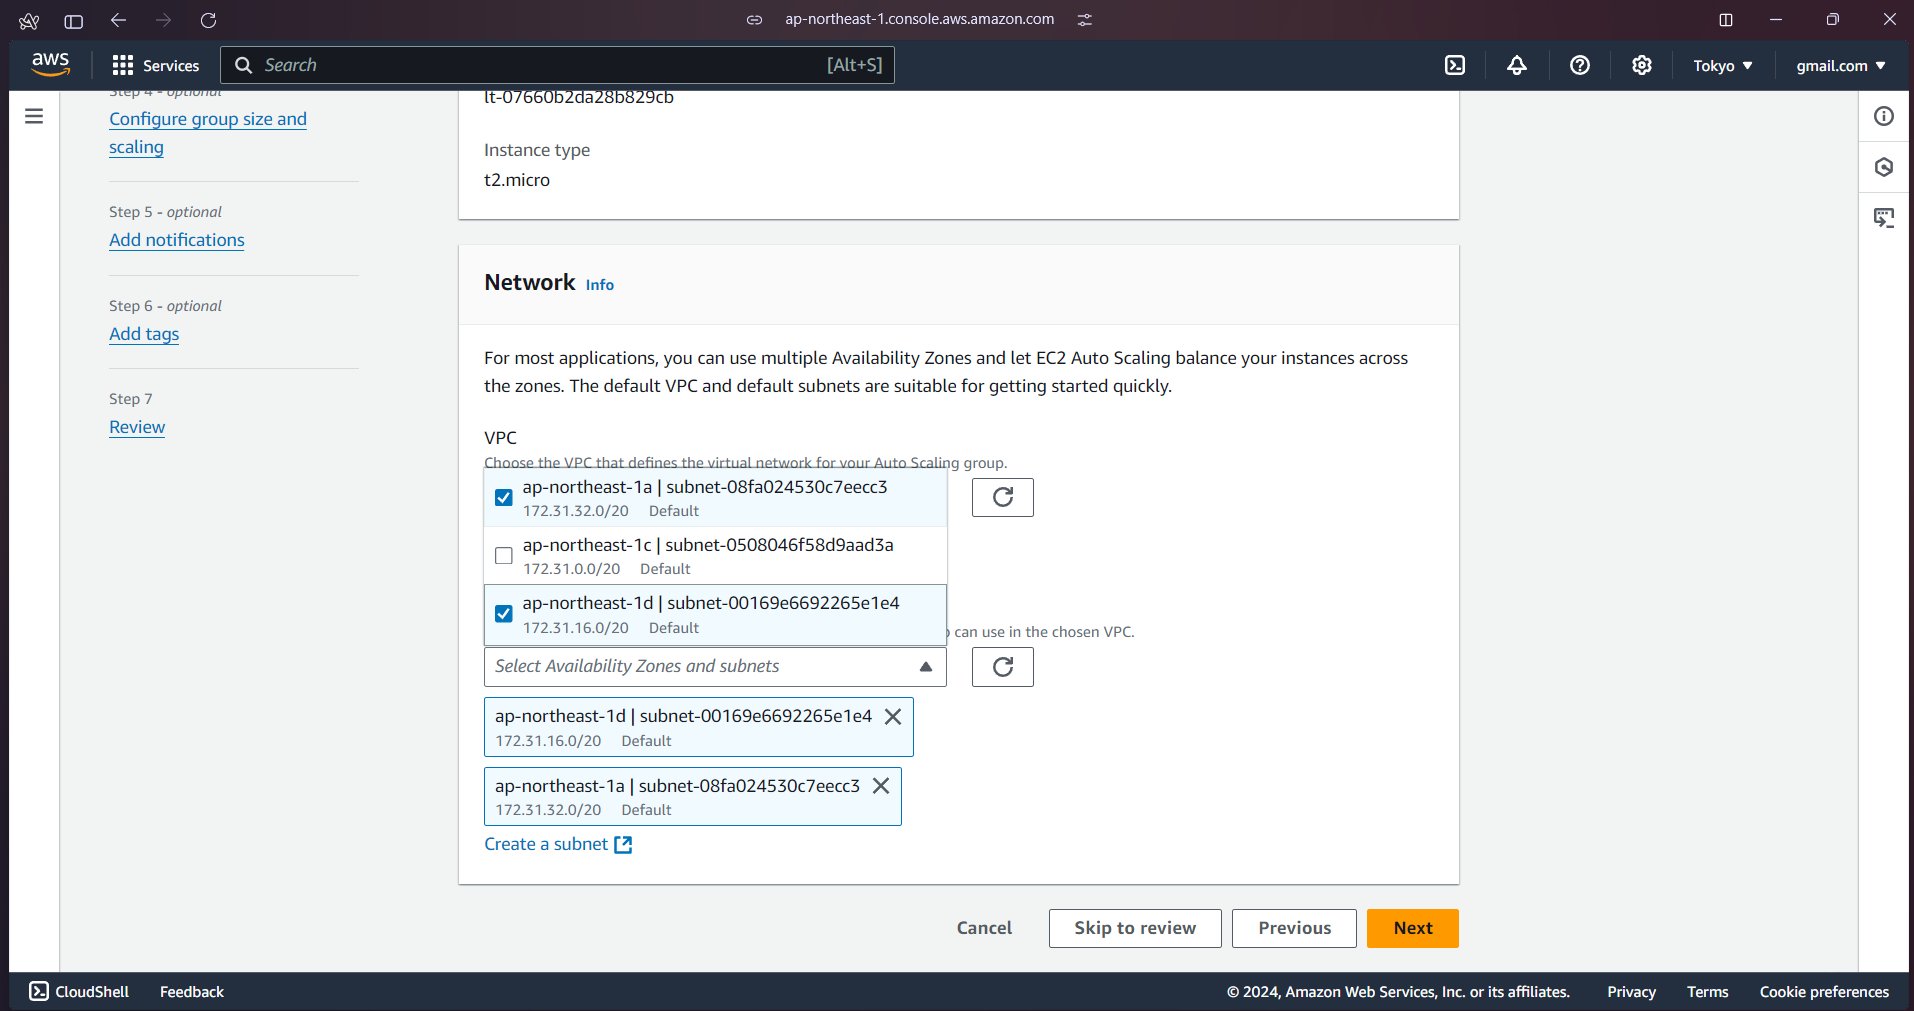 ap-northeast-1.console.aws.amazon.com
aws
Services
Search
[Alt+S]
Tokyo
gmail.com
Step 4 - optional
Configure group size and
scaling
Step 5 - optional
Add notifications
Step 6 - optional
Add tags
Step 7
Review
lt-07660b2da28b829cb
Instance type
t2.micro
Network Info
For most applications, you can use multiple Availability Zones and let EC2 Auto Scaling balance your instances across
the zones. The default VPC and default subnets are suitable for getting started quickly.
VPC
Choose the VPC that defines the virtual network for your Auto Scaling group.
ap-northeast-1a | subnet-08fa024530c7eecc3
172.31.32.0/20 Default
ap-northeast-1c | subnet-0508046f58d9aad3a
172.31.0.0/20 Default
ap-northeast-1d | subnet-00169e6692265e1e4
172.31.16.0/20 Default
can use in the chosen VPC.
Select Availability Zones and subnets
ap-northeast-1d | subnet-00169e6692265e1e4
172.31.16.0/20 Default
ap-northeast-1a | subnet-08fa024530c7eecc3
172.31.32.0/20 Default
Create a subnet
Cancel
Skip to review
Previous
Next
CloudShell
Feedback
© 2024, Amazon Web Services, Inc. or its affiliates.
Privacy
Terms
Cookie preferences